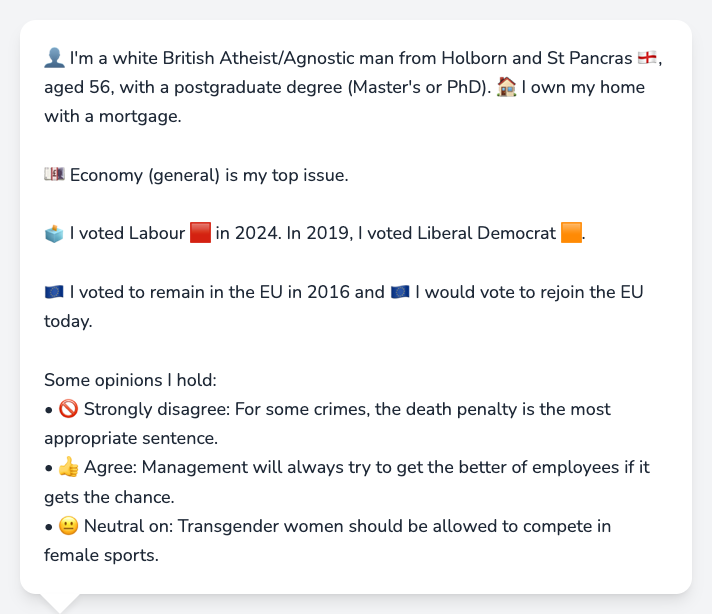 👤 I'm a white British Atheist/Agnostic man from Holborn and St Pancras 🏴󠁧󠁢󠁥󠁮󠁧󠁿,
aged 56, with a postgraduate degree (Master's or PhD). 🏠 I own my home
with a mortgage.
💷 Economy (general) is my top issue.
🗳️ I voted Labour 🟥 in 2024. In 2019, I voted Liberal Democrat 🟧.
🇪🇺 I voted to remain in the EU in 2016 and 🇪🇺 I would vote to rejoin the EU
today.
Some opinions I hold:
• 🚫 Strongly disagree: For some crimes, the death penalty is the most
appropriate sentence.
• 👍 Agree: Management will always try to get the better of employees if it
gets the chance.
• 😐 Neutral on: Transgender women should be allowed to compete in
female sports.